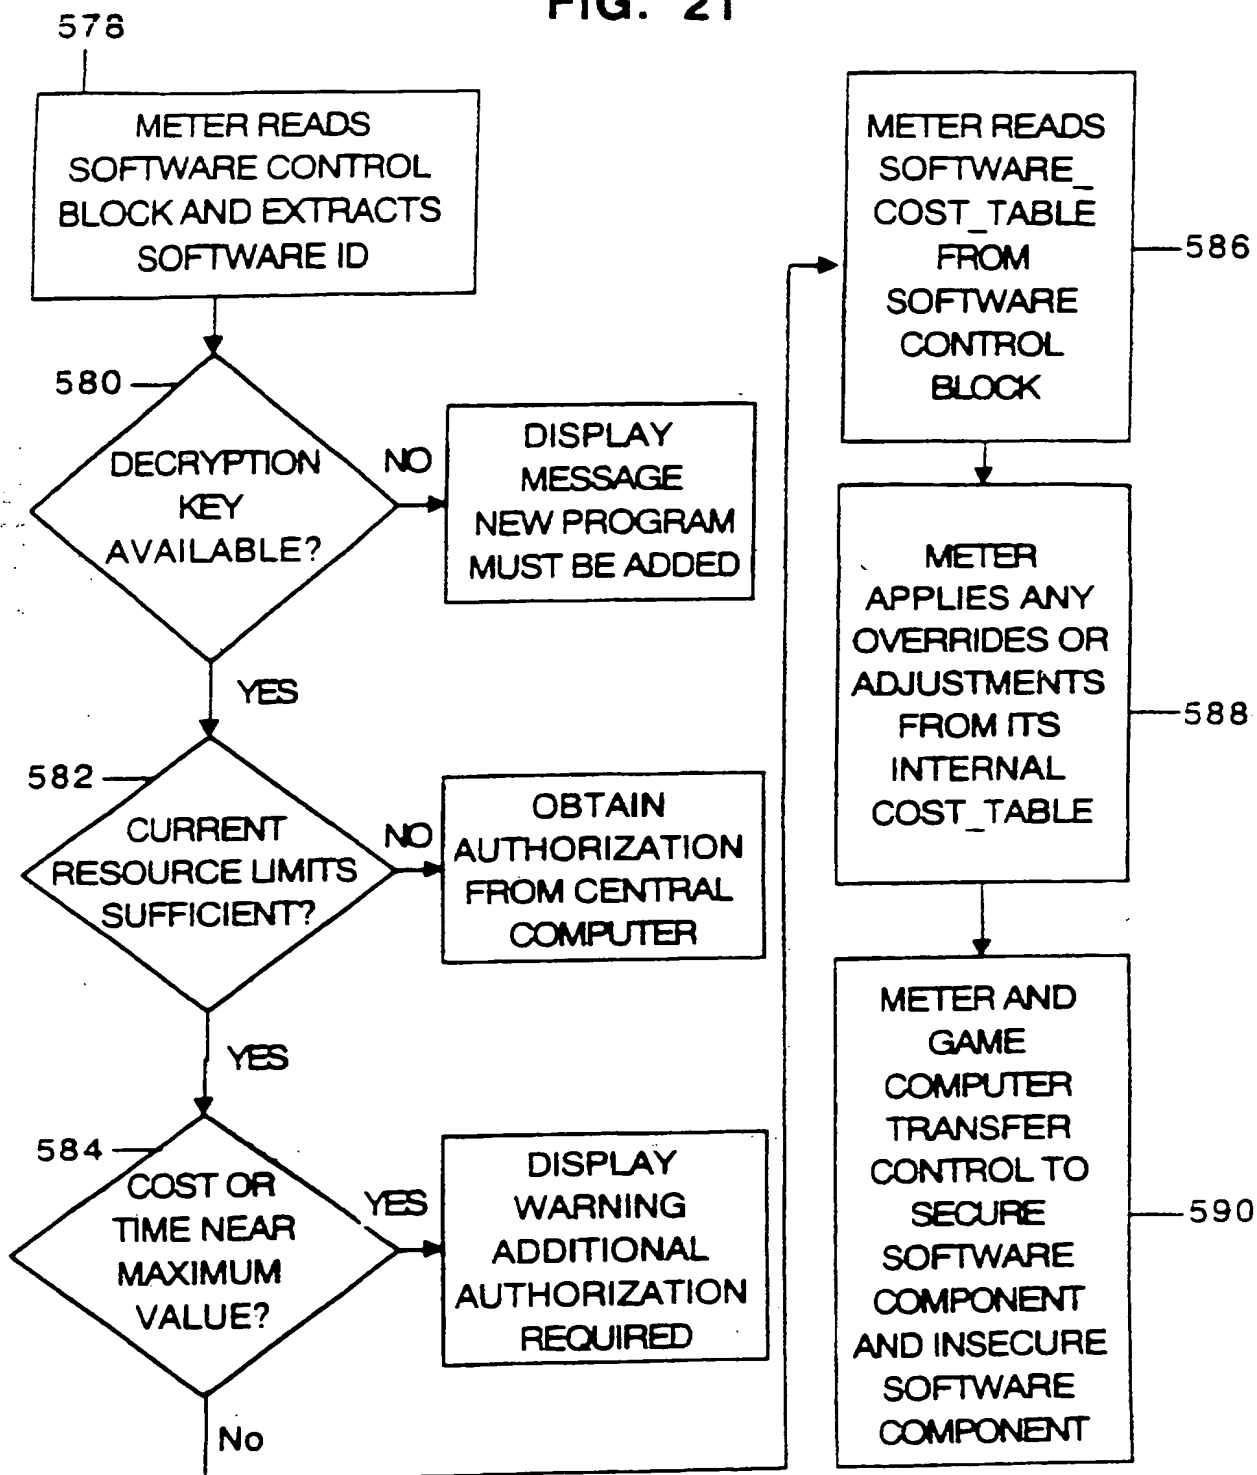 FIG. 21
578
METER READS
SOFTWARE CONTROL
BLOCK AND EXTRACTS
SOFTWARE ID
580
DECRYPTION
KEY
AVAILABLE?
NO
DISPLAY
MESSAGE
NEW PROGRAM
MUST BE ADDED
YES
582
CURRENT
RESOURCE LIMITS
SUFFICIENT?
NO
OBTAIN
AUTHORIZATION
FROM CENTRAL
COMPUTER
YES
584
COST OR
TIME NEAR
MAXIMUM
VALUE?
YES
DISPLAY
WARNING
ADDITIONAL
AUTHORIZATION
REQUIRED
No
METER READS
SOFTWARE_
COST_TABLE
FROM
SOFTWARE
CONTROL
BLOCK
586
METER
APPLIES ANY
OVERRIDES OR
ADJUSTMENTS
FROM ITS
INTERNAL
COST_TABLE
588
METER AND
GAME
COMPUTER
TRANSFER
CONTROL TO
SECURE
SOFTWARE
COMPONENT
AND INSECURE
SOFTWARE
COMPONENT
590